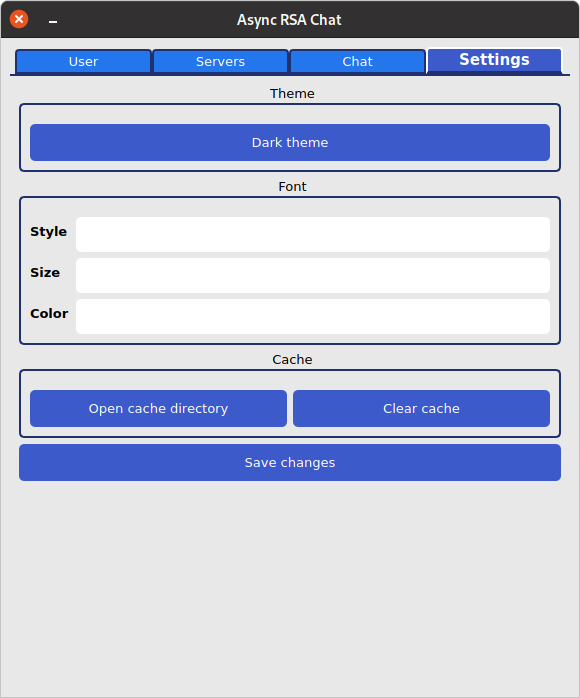 Async RSA Chat
User Servers Chat Settings
Theme
Dark theme
Font
Style
Size
Color
Cache
Open cache directory Clear cache
Save changes